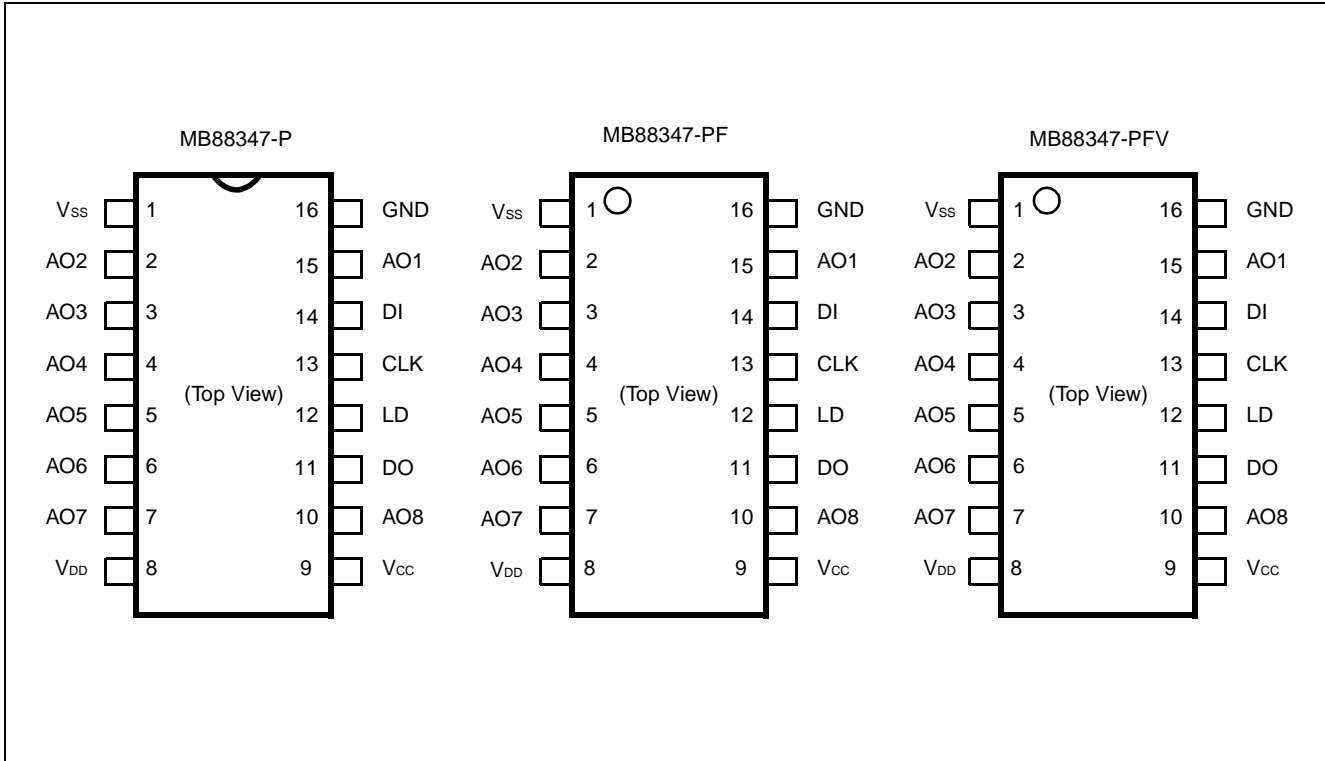 MB88347-P
VSS 1 16 GND
AO2 2 15 AO1
AO3 3 14 DI
AO4 4 13 CLK
(Top View)
AO5 5 12 LD
AO6 6 11 DO
AO7 7 10 AO8
VDD 8 9 VCC
MB88347-PF
VSS 1 16 GND
AO2 2 15 AO1
AO3 3 14 DI
AO4 4 13 CLK
(Top View)
AO5 5 12 LD
AO6 6 11 DO
AO7 7 10 AO8
VDD 8 9 VCC
MB88347-PFV
VSS 1 16 GND
AO2 2 15 AO1
AO3 3 14 DI
AO4 4 13 CLK
(Top View)
AO5 5 12 LD
AO6 6 11 DO
AO7 7 10 AO8
VDD 8 9 VCC